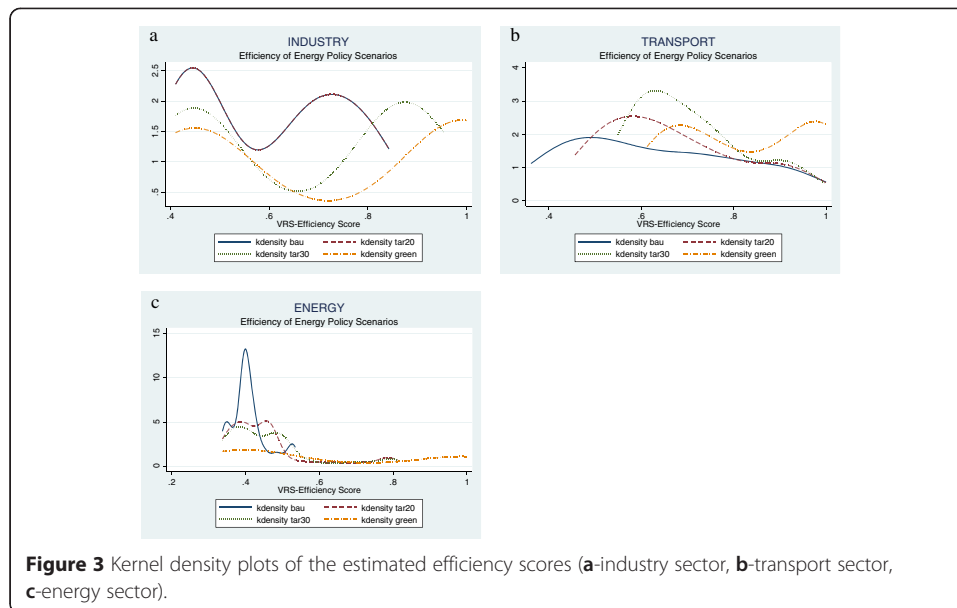 a
INDUSTRY
Efficiency of Energy Policy Scenarios
2.5
2
1.5
1
.5
.4 .6 .8 1
VRS-Efficiency Score
kdensity bau kdensity tar20
kdensity tar30 kdensity green
b
TRANSPORT
Efficiency of Energy Policy Scenarios
4
3
2
1
0
.4 .6 .8 1
VRS-Efficiency Score
kdensity bau kdensity tar20
kdensity tar30 kdensity green
c
ENERGY
Efficiency of Energy Policy Scenarios
15
10
5
0
.2 .4 .6 .8 1
VRS-Efficiency Score
kdensity bau kdensity tar20
kdensity tar30 kdensity green
Figure 3 Kernel density plots of the estimated efficiency scores (a-industry sector, b-transport sector,
c-energy sector).